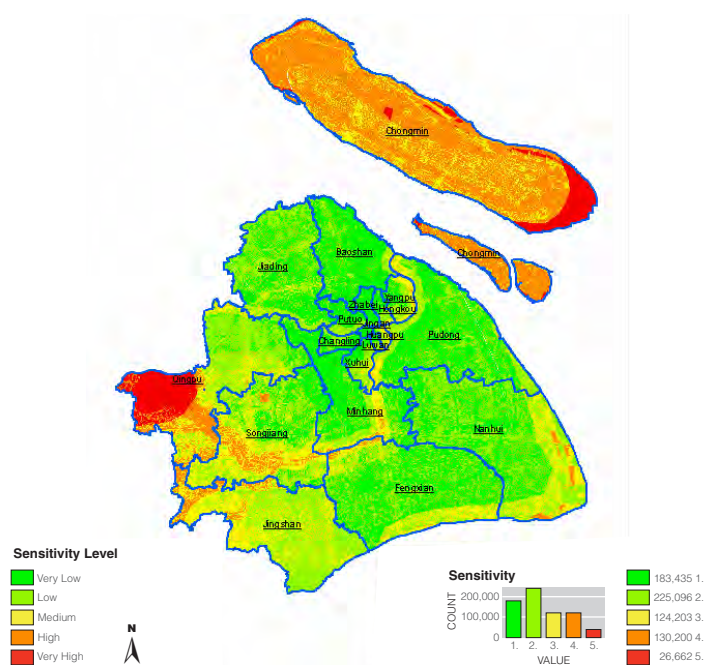 Chongmin
Chongmin
Baoshan
Jiading
Yangpu
Zhabei
Hongkou
Putuo
Jingan
Pudong
Huangpu
Changling
Luwan
Xuhui
Qingpu
Minhang
Nanhui
Songjiang
Fengxian
Jingshan
Sensitivity Level
Very Low
Low
Medium
High
Very High
N
Sensitivity
COUNT
200,000
100,000
0
1. 2. 3. 4. 5.
VALUE
183,435 1.
225,096 2.
124,203 3.
130,200 4.
26,662 5.